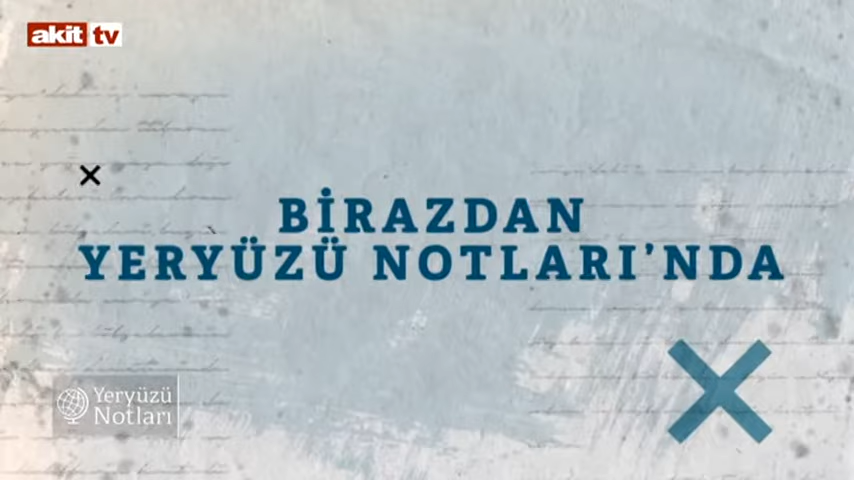 akit tv
BİRAZDAN
YERYÜZÜ NOTLARI’NDA
Yeryüzü
Notları